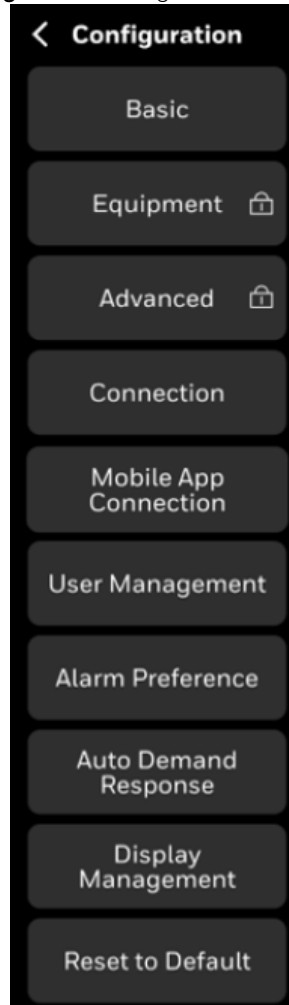 Configuration
Basic
Equipment
Advanced
Connection
Mobile App
Connection
User Management
Alarm Preference
Auto Demand
Response
Display
Management
Reset to Default